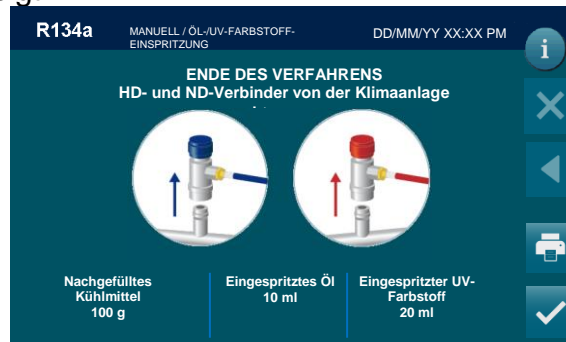 R134a
MANUELL / ÖL-/UV-FARBSTOFF-
EINSPRITZUNG
DD/MM/YY XX:XX PM
i
ENDE DES VERFAHRENS
HD- und ND-Verbinder von der Klimaanlage
Nachgefülltes
Kühlmittel
100 g
Eingespritztes Öl
10 ml
Eingespritzter UV-
Farbstoff
20 ml